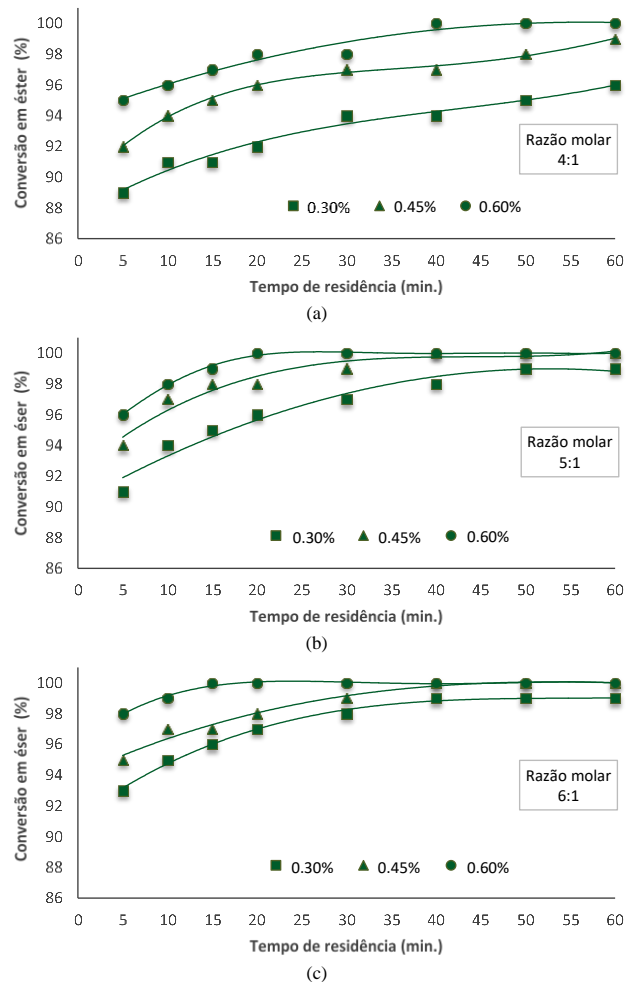 100
98
96
94
92
90
88
86
Conversão em éster (%)
Razão molar
4:1
0.30% 0.45% 0.60%
0 5 10 15 20 25 30 35 40 45 50 55 60
Tempo de residência (min.)
(a)
100
98
96
94
92
90
88
86
Conversão em éser (%)
Razão molar
5:1
0.30% 0.45% 0.60%
0 5 10 15 20 25 30 35 40 45 50 55 60
Tempo de residência (min.)
(b)
100
98
96
94
92
90
88
86
Conversão em éser (%)
Razão molar
6:1
0.30% 0.45% 0.60%
0 5 10 15 20 25 30 35 40 45 50 55 60
Tempo de residência (min.)
(c)